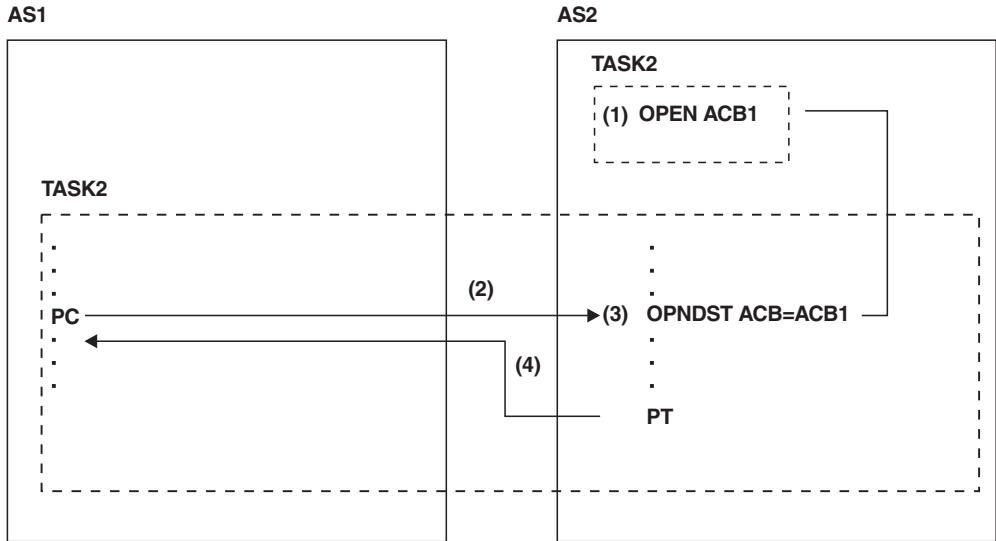 AS1
AS2
TASK2
(1) OPEN ACB1
TASK2
(2)
PC
(3) OPNDST ACB=ACB1
(4)
PT